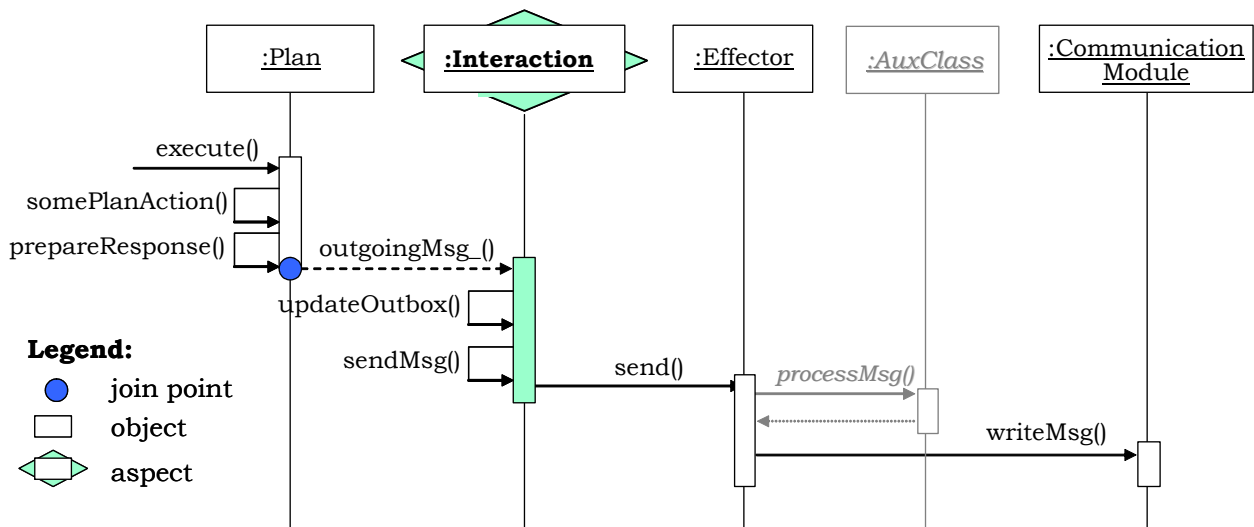 :Plan
:Interaction
:Effector
:AuxClass
:Communication
Module
execute()
somePlanAction()
prepareResponse()
outgoingMsg_()
updateOutbox()
sendMsg()
send()
processMsg()
writeMsg()
Legend:
join point
object
aspect